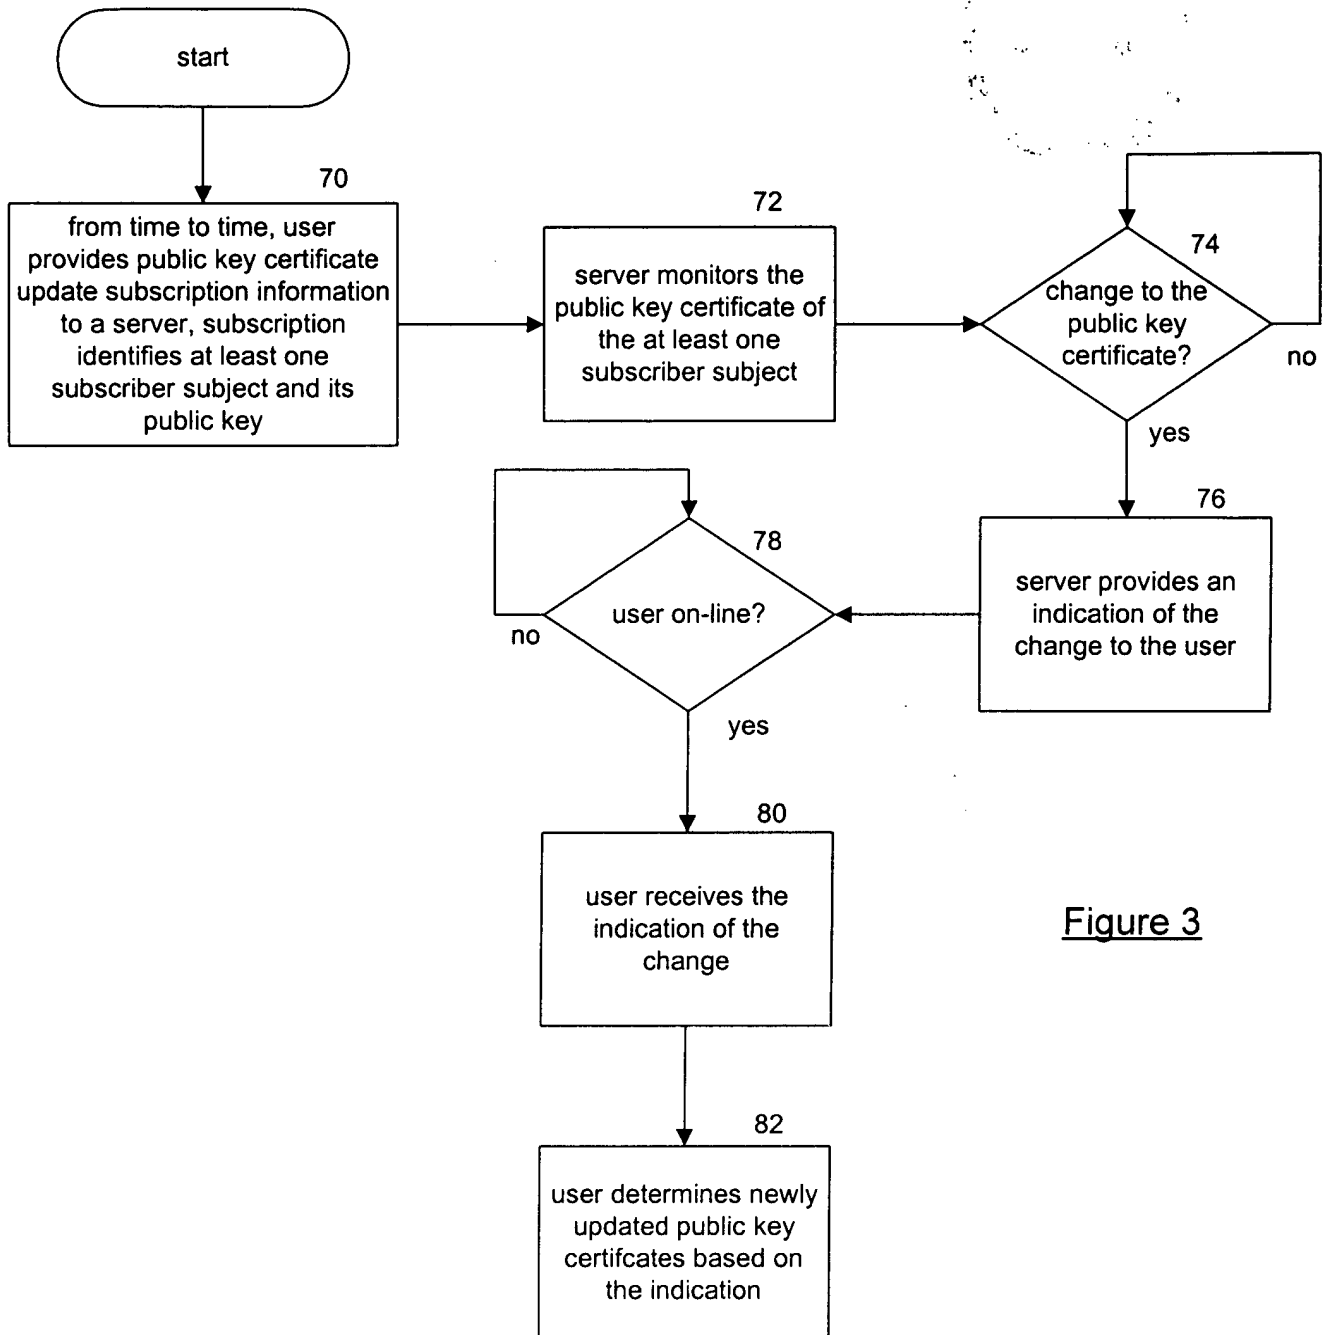 start
70
from time to time, user
provides public key certificate
update subscription information
to a server, subscription
identifies at least one
subscriber subject and its
public key
72
server monitors the
public key certificate of
the at least one
subscriber subject
74
change to the
public key
certificate?
no
yes
76
server provides an
indication of the
change to the user
78
user on-line?
no
yes
80
user receives the
indication of the
change
Figure 3
82
user determines newly
updated public key
certifcates based on
the indication